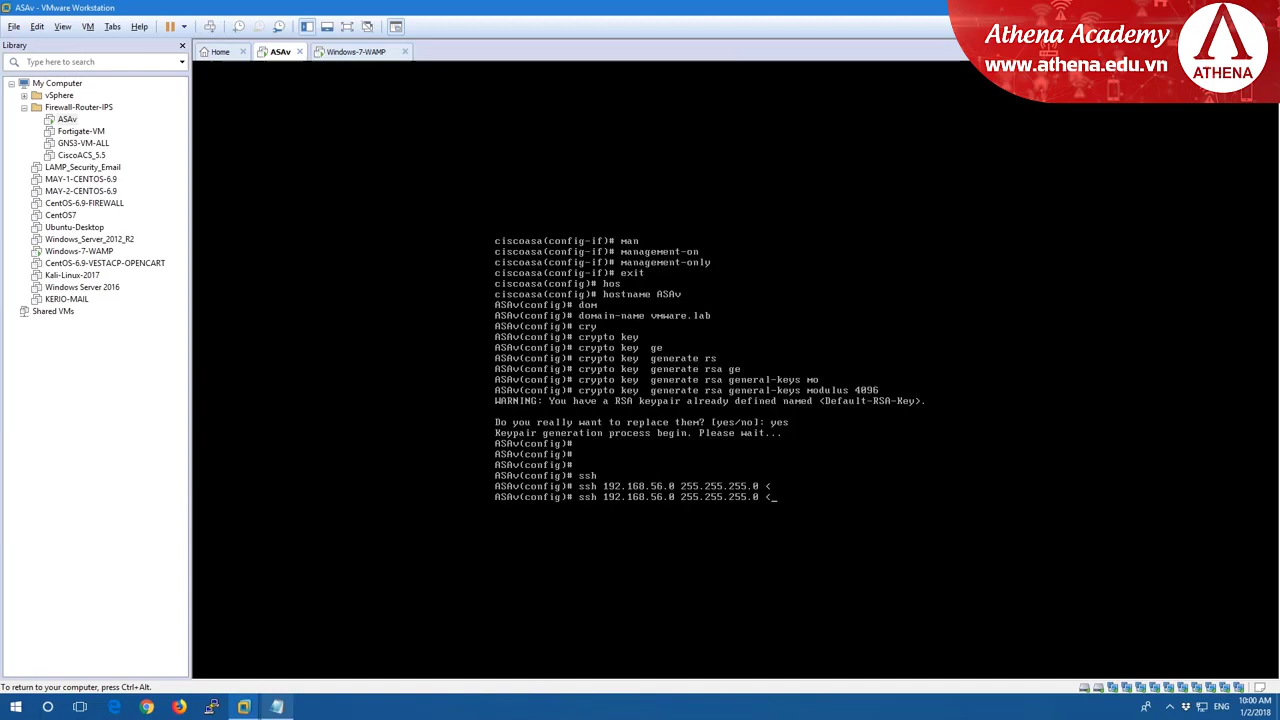 ASAv - VMware Workstation
File Edit View VM Tabs Help
Library
Type here to search
My Computer
vSphere
Firewall-Router-IPS
ASAv
Fortigate-VM
GNS3-VM-ALL
CiscoACS_5.5
LAMP_Security_Email
MAY-1-CENTOS-6.9
MAY-2-CENTOS-6.9
CentOS-6.9-FIREWALL
CentOS7
Ubuntu-Desktop
Windows_Server_2012_R2
Windows-7-WAMP
CentOS-6.9-VESTACP-OPENCART
Kali-Linux-2017
Windows Server 2016
KERIO-MAIL
Shared VMs
Home ASAv Windows-7-WAMP
Athena Academy
www.athena.edu.vn
ATHENA
ciscoasa(config-if)# man
ciscoasa(config-if)# management-on
ciscoasa(config-if)# management-only
ciscoasa(config-if)# exit
ciscoasa(config)# hos
ciscoasa(config)# hostname ASAv
ASAv(config)# dom
ASAv(config)# domain-name vmware.lab
ASAv(config)# cry
ASAv(config)# crypto key
ASAv(config)# crypto key  ge
ASAv(config)# crypto key  generate rs
ASAv(config)# crypto key  generate rsa ge
ASAv(config)# crypto key  generate rsa general-keys mo
ASAv(config)# crypto key  generate rsa general-keys modulus 4096
WARNING: You have a RSA keypair already defined named <Default-RSA-Key>.
Do you really want to replace them? [yes/no]: yes
Keypair generation process begin. Please wait...
ASAv(config)#
ASAv(config)#
ASAv(config)#
ASAv(config)# ssh
ASAv(config)# ssh 192.168.56.0 255.255.255.0 <
ASAv(config)# ssh 192.168.56.0 255.255.255.0 <_
To return to your computer, press Ctrl+Alt.
ENG
10:00 AM
1/2/2018